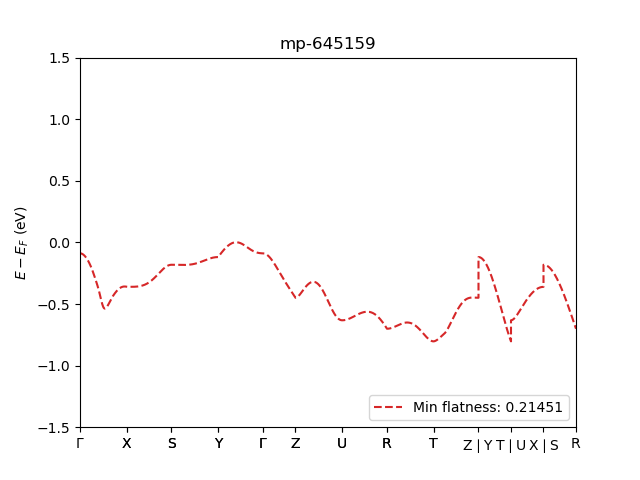 mp-645159
E − E_F (eV)
1.5
1.0
0.5
0.0
−0.5
−1.0
−1.5
Min flatness: 0.21451
Γ X S Y Γ Z U R T Z|Y T|U X|S R